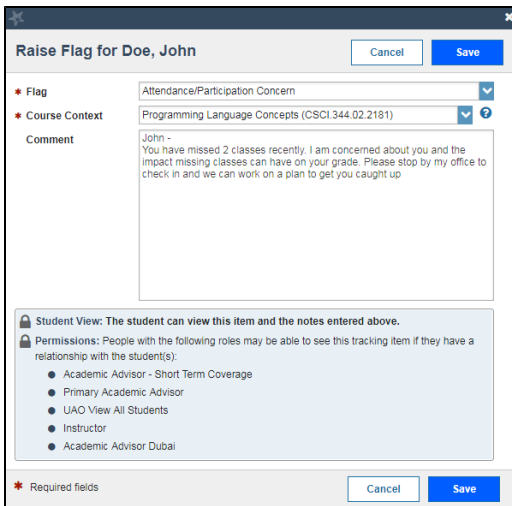 Raise Flag for Doe, John
Cancel
Save
* Flag
Attendance/Participation Concern
* Course Context
Programming Language Concepts (CSCI.344.02.2181)
?
Comment
John -
You have missed 2 classes recently. I am concerned about you and the
impact missing classes can have on your grade. Please stop by my office to
check in and we can work on a plan to get you caught up
Student View: The student can view this item and the notes entered above.
Permissions: People with the following roles may be able to see this tracking item if they have a
relationship with the student(s):
● Academic Advisor - Short Term Coverage
● Primary Academic Advisor
● UAO View All Students
● Instructor
● Academic Advisor Dubai
* Required fields
Cancel
Save